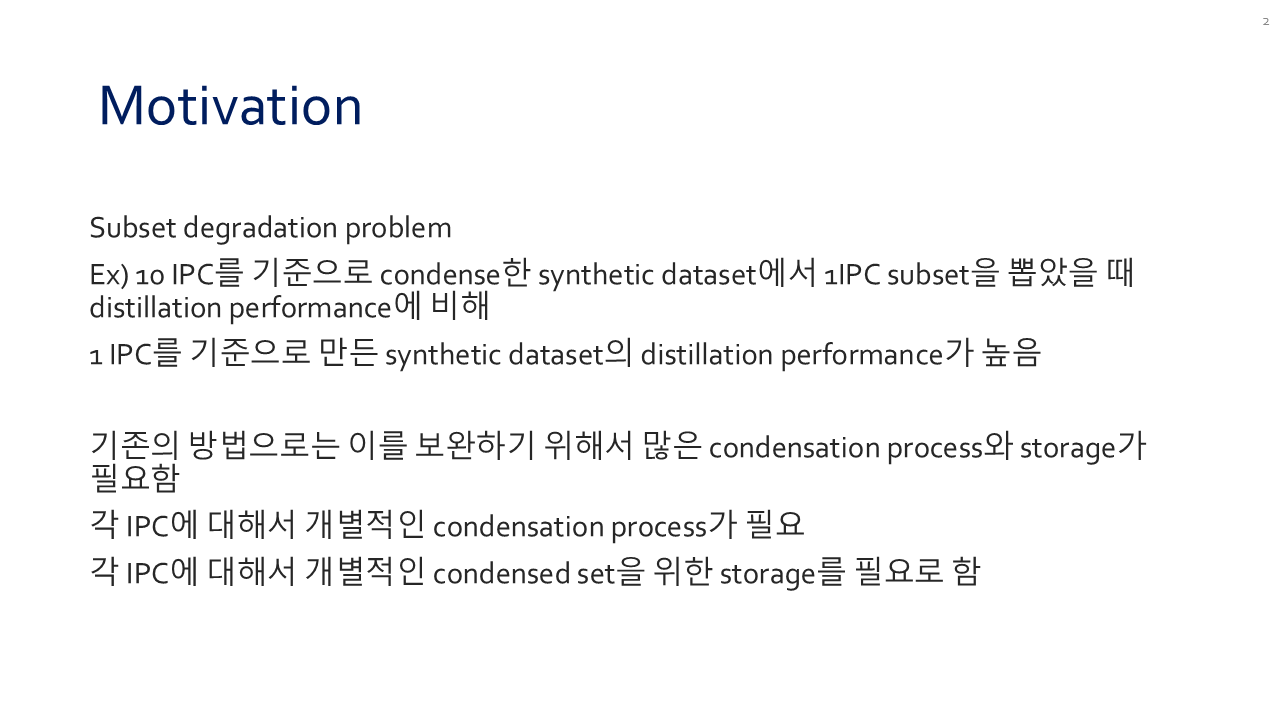 2
Motivation
Subset degradation problem
Ex) 10 IPC를 기준으로 condense한 synthetic dataset에서 1IPC subset을 뽑았을 때
distillation performance에 비해
1 IPC를 기준으로 만든 synthetic dataset의 distillation performance가 높음
기존의 방법으로는 이를 보완하기 위해서 많은 condensation process와 storage가
필요함
각 IPC에 대해서 개별적인 condensation process가 필요
각 IPC에 대해서 개별적인 condensed set을 위한 storage를 필요로 함